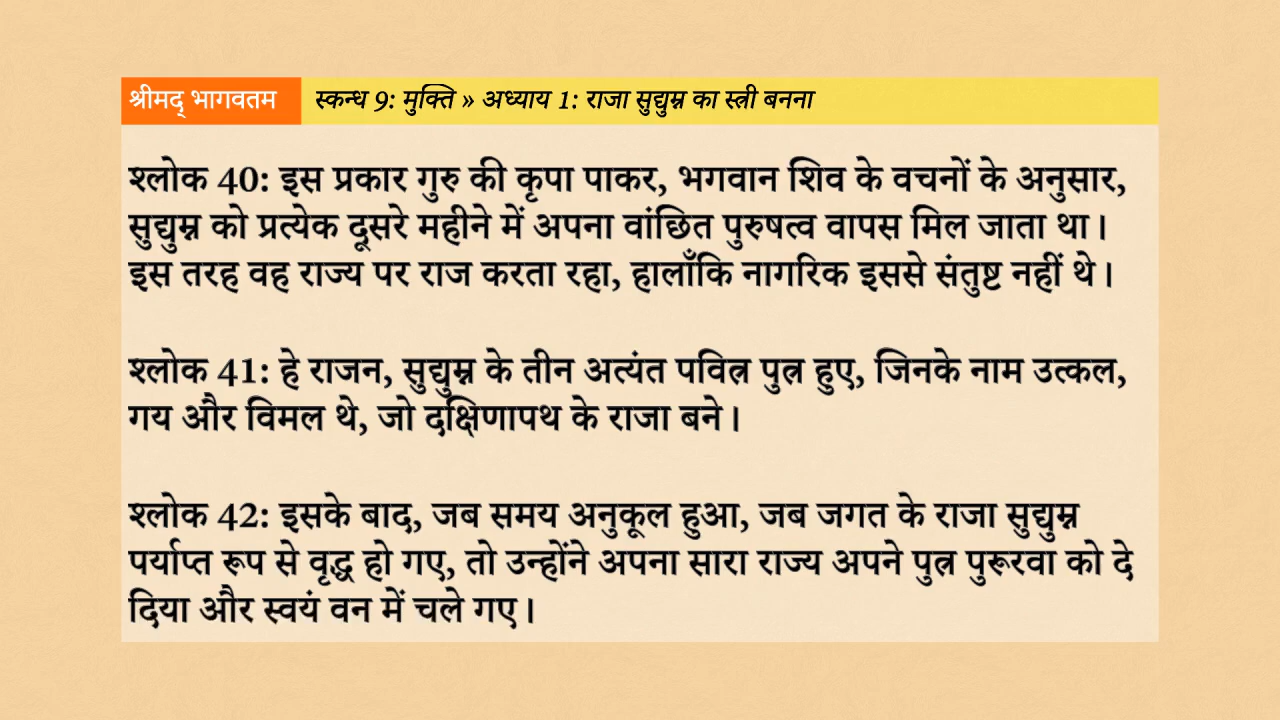 श्रीमद् भागवतम
स्कन्ध 9: मुक्ति » अध्याय 1: राजा सुद्युम्न का स्त्री बनना
श्लोक 40: इस प्रकार गुरु की कृपा पाकर, भगवान शिव के वचनों के अनुसार,
सुद्युम्न को प्रत्येक दूसरे महीने में अपना वांछित पुरुषत्व वापस मिल जाता था।
इस तरह वह राज्य पर राज करता रहा, हालाँकि नागरिक इससे संतुष्ट नहीं थे।
श्लोक 41: हे राजन, सुद्युम्न के तीन अत्यंत पवित्र पुत्र हुए, जिनके नाम उत्कल,
गय और विमल थे, जो दक्षिणापथ के राजा बने।
श्लोक 42: इसके बाद, जब समय अनुकूल हुआ, जब जगत के राजा सुद्युम्न
पर्याप्त रूप से वृद्ध हो गए, तो उन्होंने अपना सारा राज्य अपने पुत्र पुरूरवा को दे
दिया और स्वयं वन में चले गए।